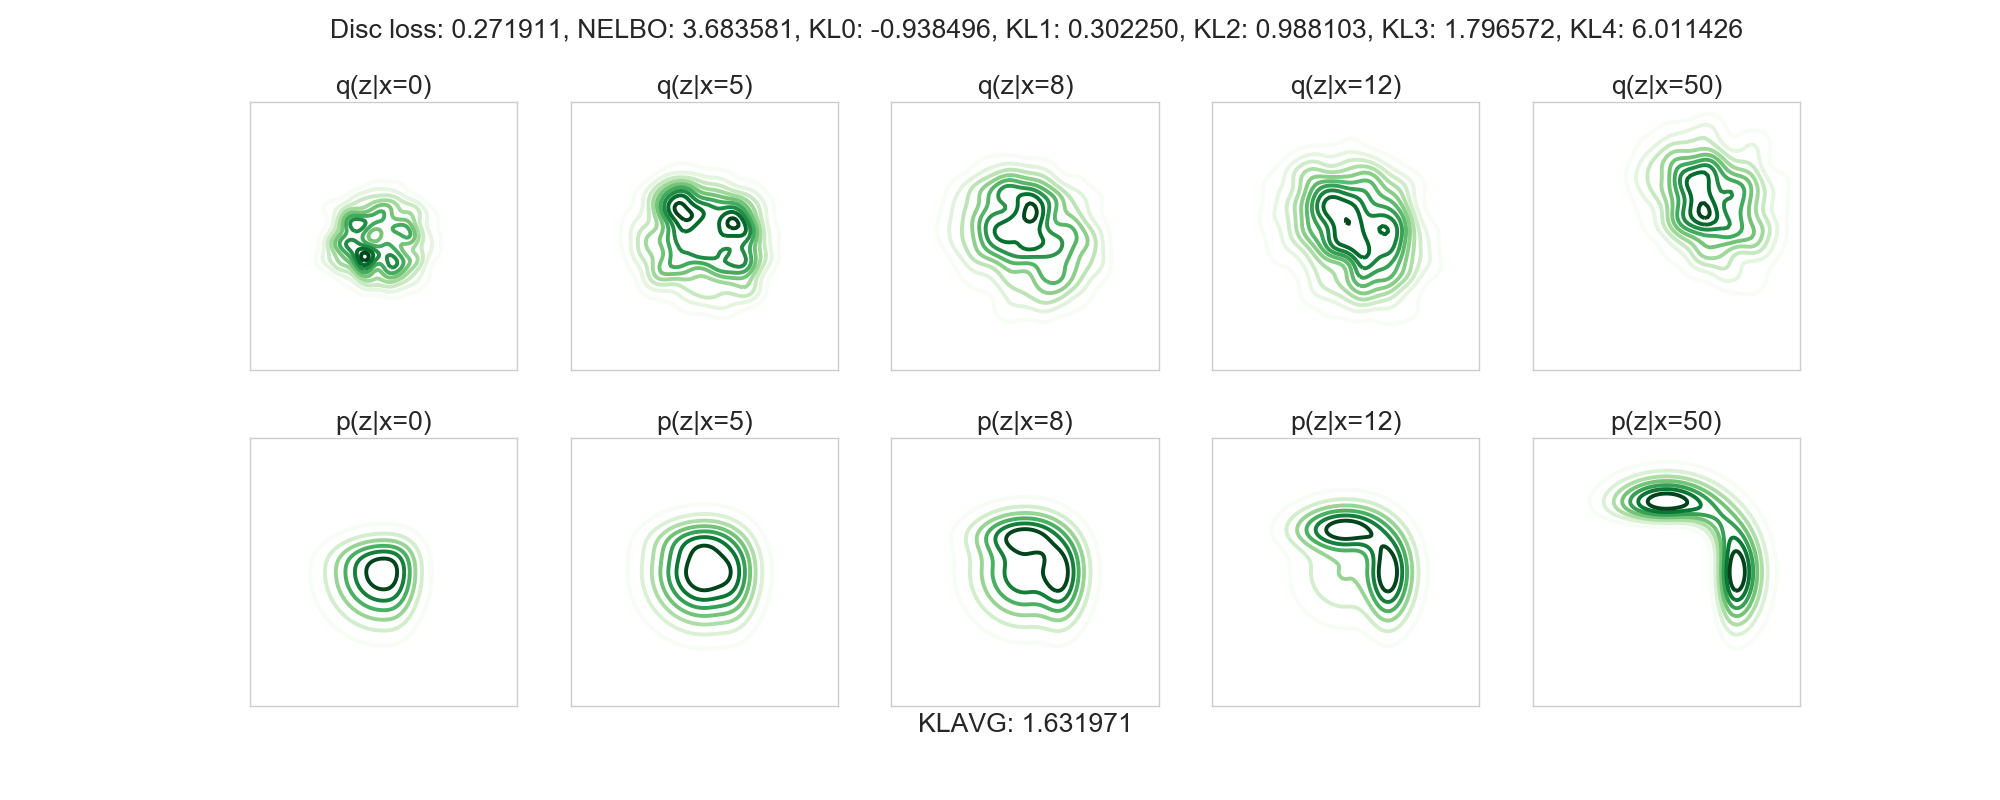 Disc loss: 0.271911, NELBO: 3.683581, KL0: -0.938496, KL1: 0.302250, KL2: 0.988103, KL3: 1.796572, KL4: 6.011426
q(z|x=0) q(z|x=5) q(z|x=8) q(z|x=12) q(z|x=50)
p(z|x=0) p(z|x=5) p(z|x=8) p(z|x=12) p(z|x=50)
KLAVG: 1.631971